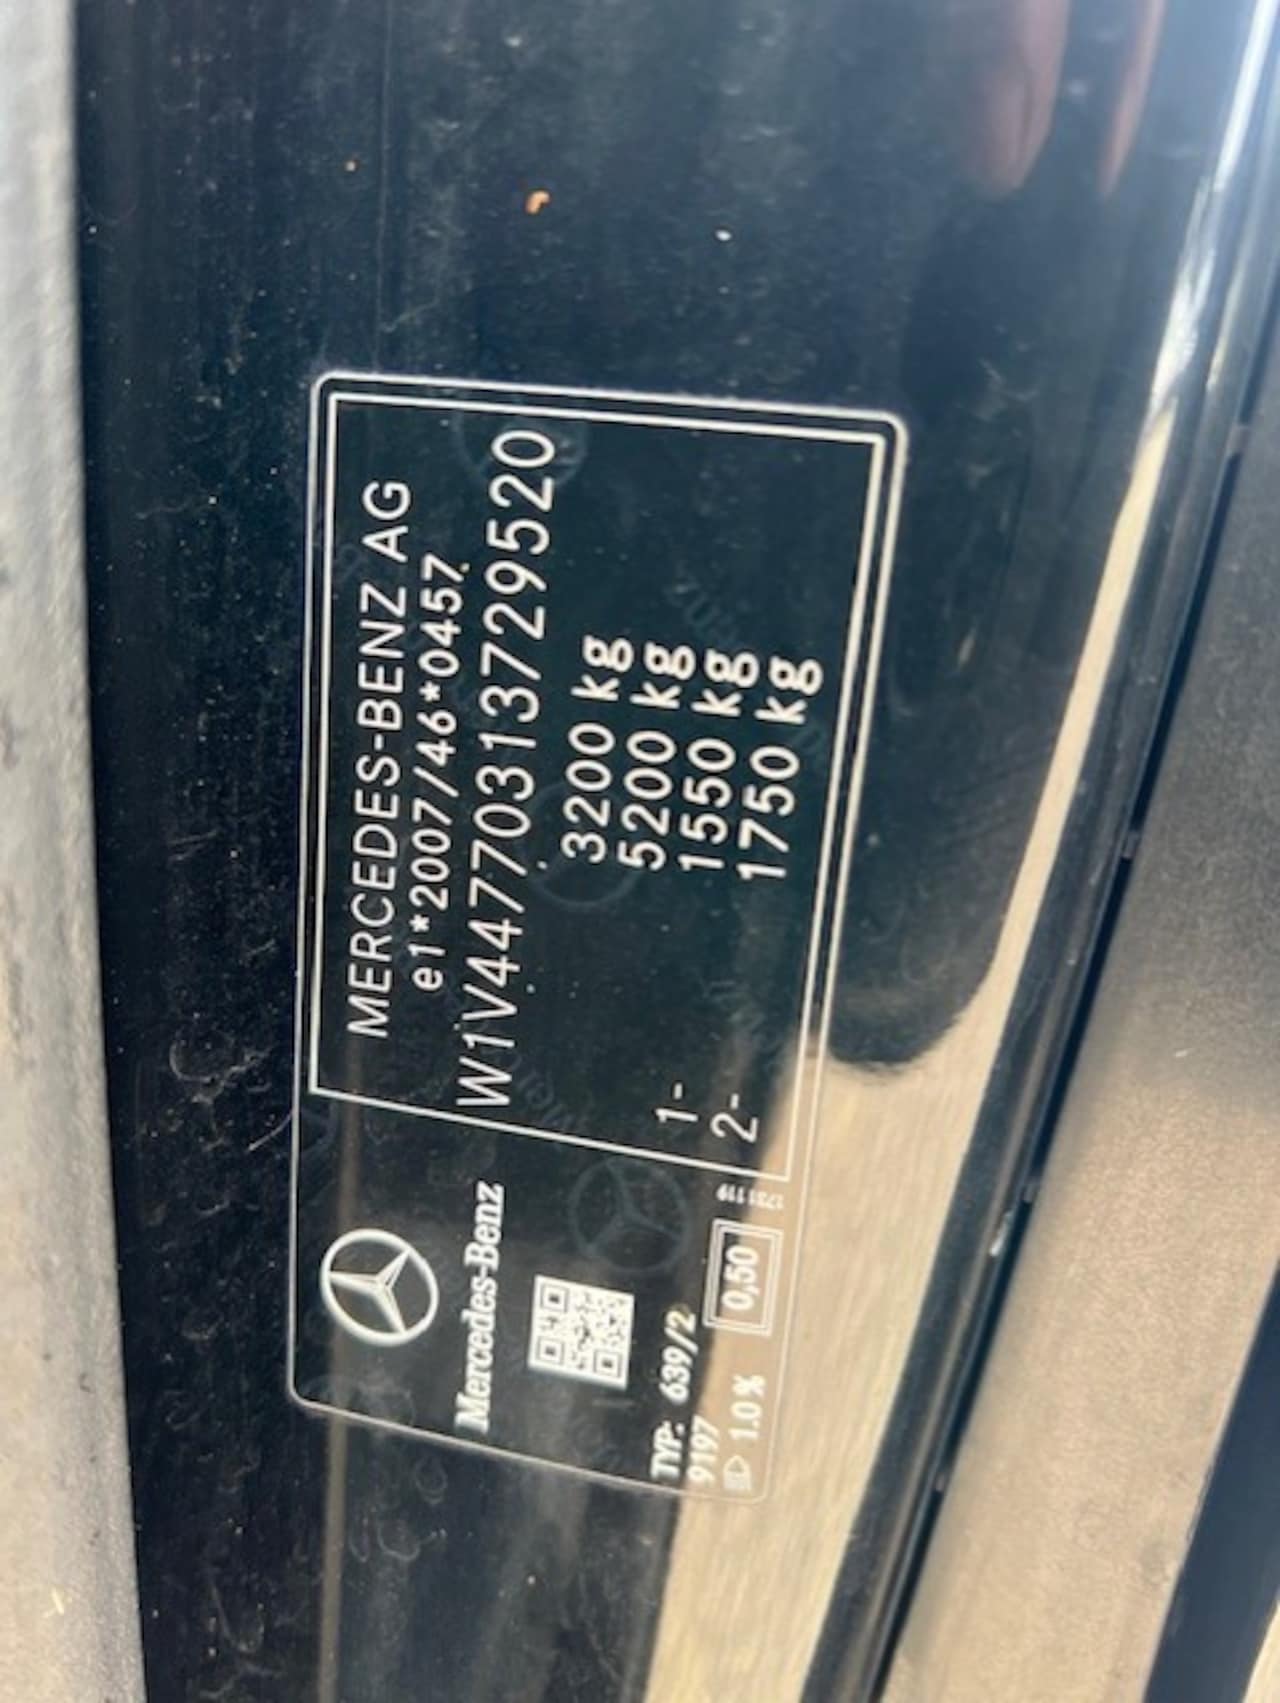 MERCEDES-BENZ AG
e1*2007/46*0457
W1V44770313729520
3200 kg
5200 kg
1- 1550 kg
2- 1750 kg
Mercedes-Benz
TYP: 639/2
9197
1.0%
0,50
1731119